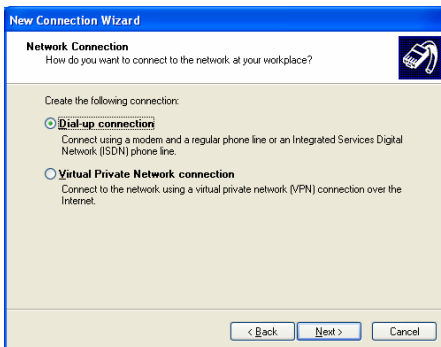 New Connection Wizard
Network Connection
How do you want to connect to the network at your workplace?
Create the following connection:
Dial-up connection
Connect using a modem and a regular phone line or an Integrated Services Digital
Network (ISDN) phone line.
Virtual Private Network connection
Connect to the network using a virtual private network (VPN) connection over the
Internet.
< Back
Next >
Cancel